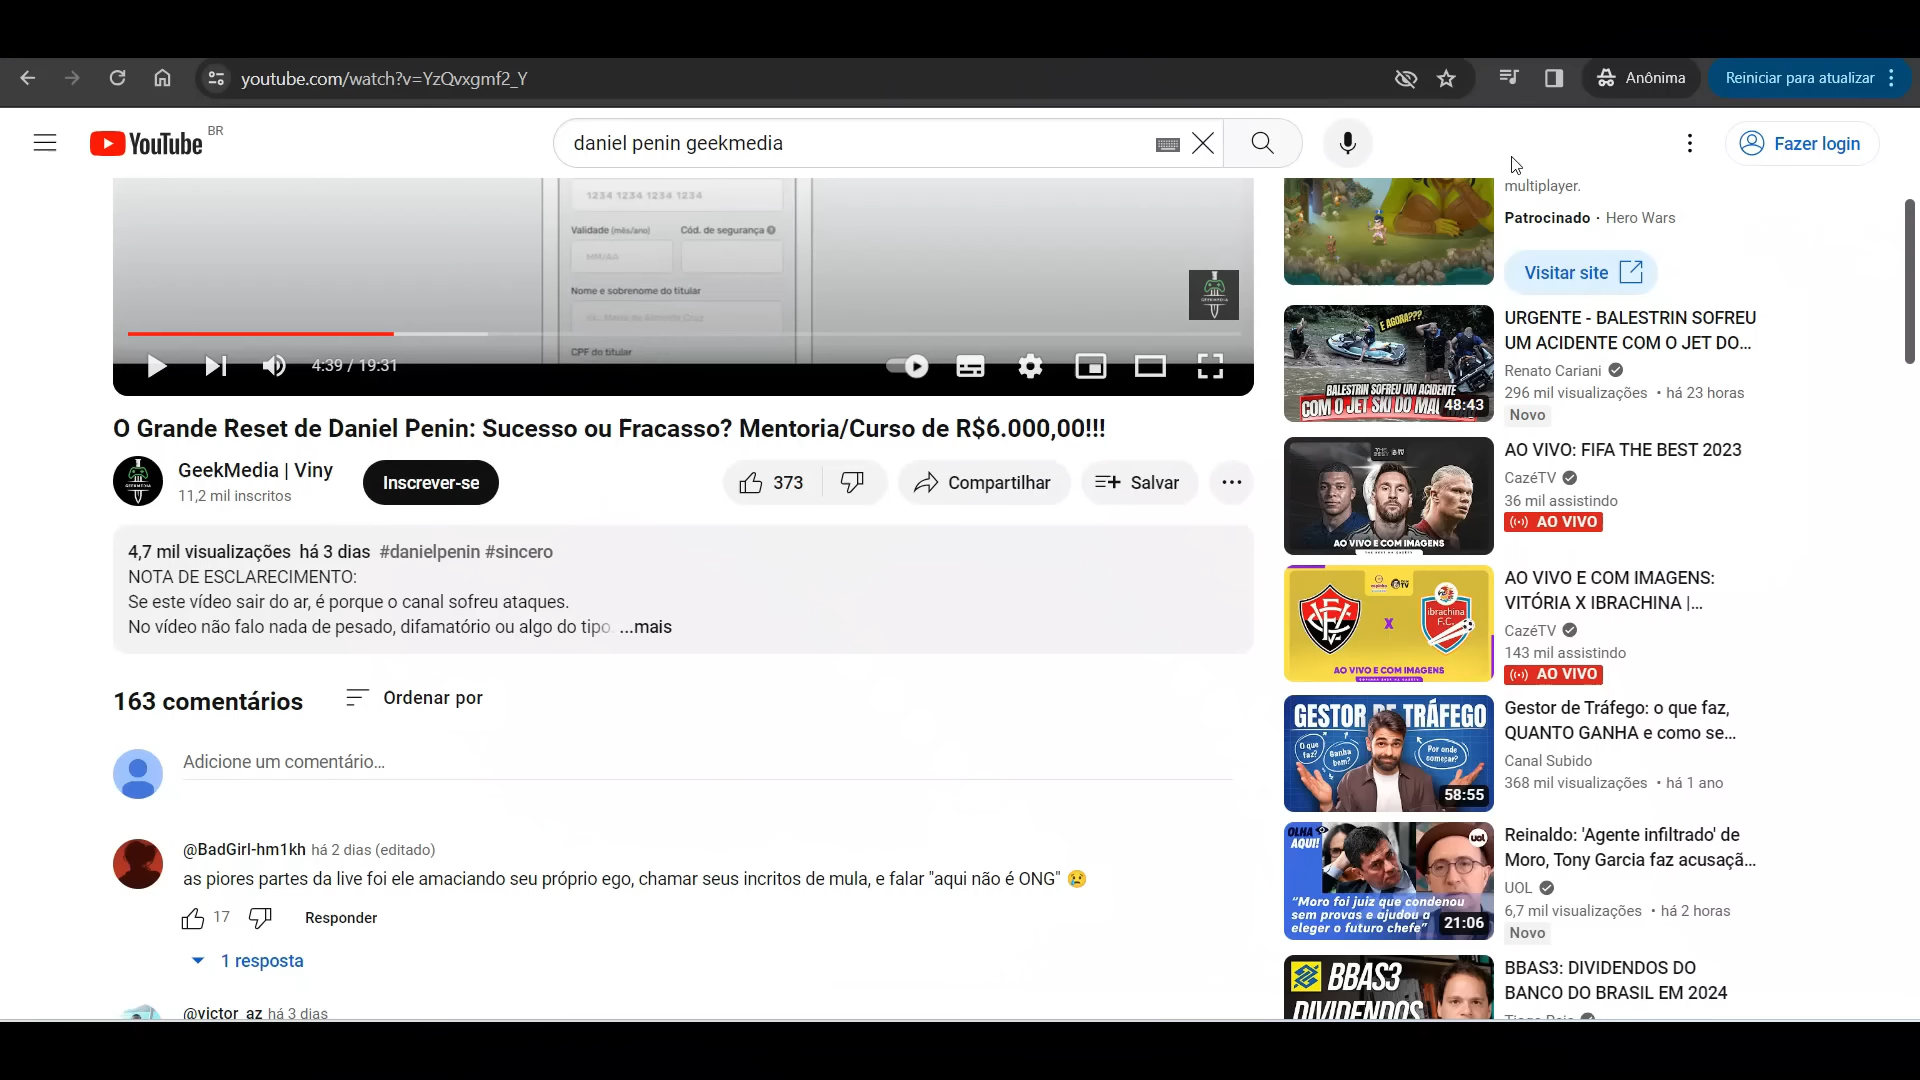 youtube.com/watch?v=YzQvxgmf2_Y
Anônima
Reiniciar para atualizar
YouTube BR
daniel penin geekmedia
Fazer login
1234 1234 1234 1234
Validade (mês/ano) Cód. de segurança
MM/AA
Nome e sobrenome do titular
CPF do titular
GEEKMEDIA
4:39 / 19:31
O Grande Reset de Daniel Penin: Sucesso ou Fracasso? Mentoria/Curso de R$6.000,00!!!
GeekMedia | Viny
11,2 mil inscritos
Inscrever-se
373
Compartilhar
Salvar
4,7 mil visualizações há 3 dias #danielpenin #sincero
NOTA DE ESCLARECIMENTO:
Se este vídeo sair do ar, é porque o canal sofreu ataques.
No vídeo não falo nada de pesado, difamatório ou algo do tipo. ...mais
163 comentários
Ordenar por
Adicione um comentário...
@BadGirl-hm1kh há 2 dias (editado)
as piores partes da live foi ele amaciando seu próprio ego, chamar seus incritos de mula, e falar "aqui não é ONG" 😢
17
Responder
1 resposta
@victor_az há 3 dias
multiplayer.
Patrocinado · Hero Wars
Visitar site
E AGORA???
BALESTRIN SOFREU UM ACIDENTE
COM O JET SKI DO MAL
48:43
URGENTE - BALESTRIN SOFREU
UM ACIDENTE COM O JET DO...
Renato Cariani
296 mil visualizações • há 23 horas
Novo
AO VIVO E COM IMAGENS
AO VIVO: FIFA THE BEST 2023
CazéTV
36 mil assistindo
AO VIVO
X
ibrachina
F.C.
AO VIVO E COM IMAGENS
AO VIVO E COM IMAGENS:
VITÓRIA X IBRACHINA |...
CazéTV
143 mil assistindo
AO VIVO
GESTOR DE TRÁFEGO
O que faz?
Ganha bem?
Por onde começar?
58:55
Gestor de Tráfego: o que faz,
QUANTO GANHA e como se...
Canal Subido
368 mil visualizações • há 1 ano
OLHA
AQUI!
UOL
"Moro foi juiz que condenou
sem provas e ajudou a
eleger o futuro chefe"
21:06
Reinaldo: 'Agente infiltrado' de
Moro, Tony Garcia faz acusaçã...
UOL
6,7 mil visualizações • há 2 horas
Novo
BBAS3
DIVIDENDOS
BBAS3: DIVIDENDOS DO
BANCO DO BRASIL EM 2024